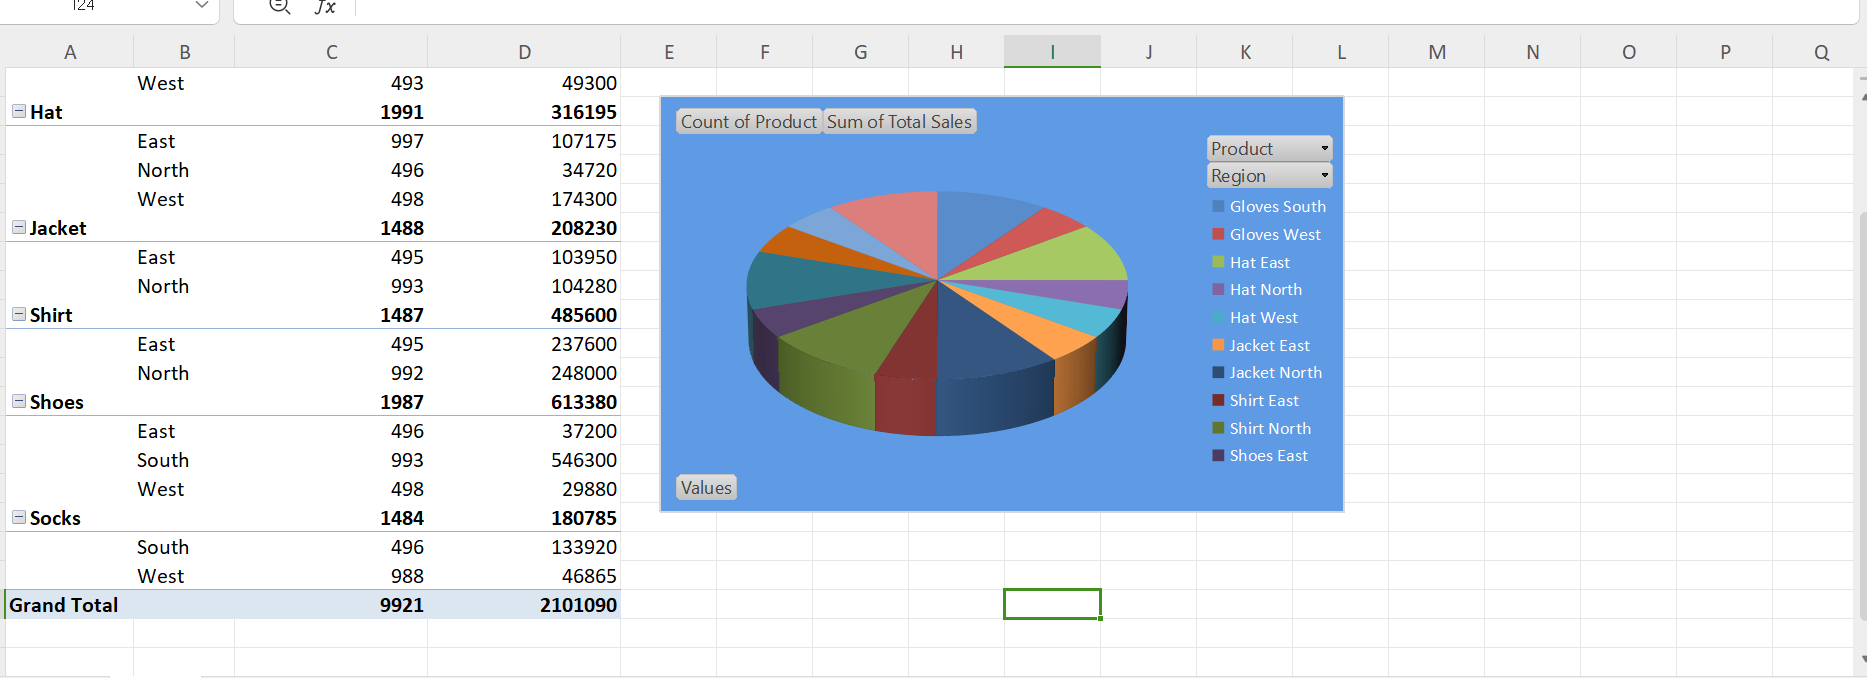 I24 fx
A B C D E F G H I J K L M N O P Q
West 493 49300
Hat 1991 316195
East 997 107175
North 496 34720
West 498 174300
Jacket 1488 208230
East 495 103950
North 993 104280
Shirt 1487 485600
East 495 237600
North 992 248000
Shoes 1987 613380
East 496 37200
South 993 546300
West 498 29880
Socks 1484 180785
South 496 133920
West 988 46865
Grand Total 9921 2101090
Count of Product Sum of Total Sales
Product
Region
Gloves South
Gloves West
Hat East
Hat North
Hat West
Jacket East
Jacket North
Shirt East
Shirt North
Shoes East
Values